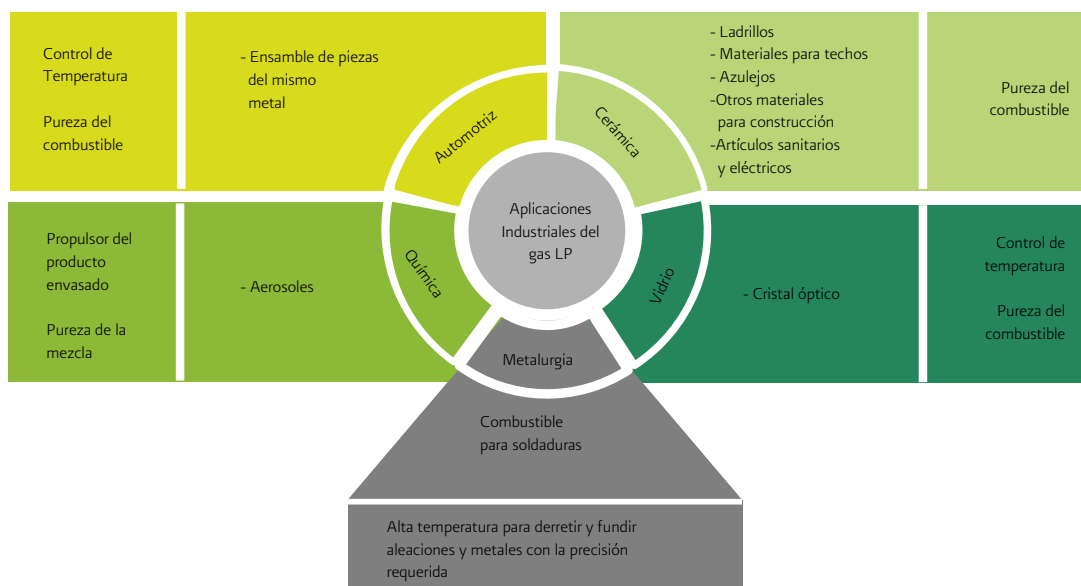 Control de
Temperatura
Pureza del
combustible
- Ensamble de piezas
del mismo
metal
Automotriz
- Ladrillos
- Materiales para techos
- Azulejos
-Otros materiales
para construcción
-Artículos sanitarios
y eléctricos
Cerámica
Pureza del
combustible
Aplicaciones
Industriales del
gas LP
Propulsor del
producto
envasado
Pureza de la
mezcla
- Aerosoles
Química
Vidrio
- Cristal óptico
Control de
temperatura
Pureza del
combustible
Metalurgia
Combustible
para soldaduras
Alta temperatura para derretir y fundir
aleaciones y metales con la precisión
requerida